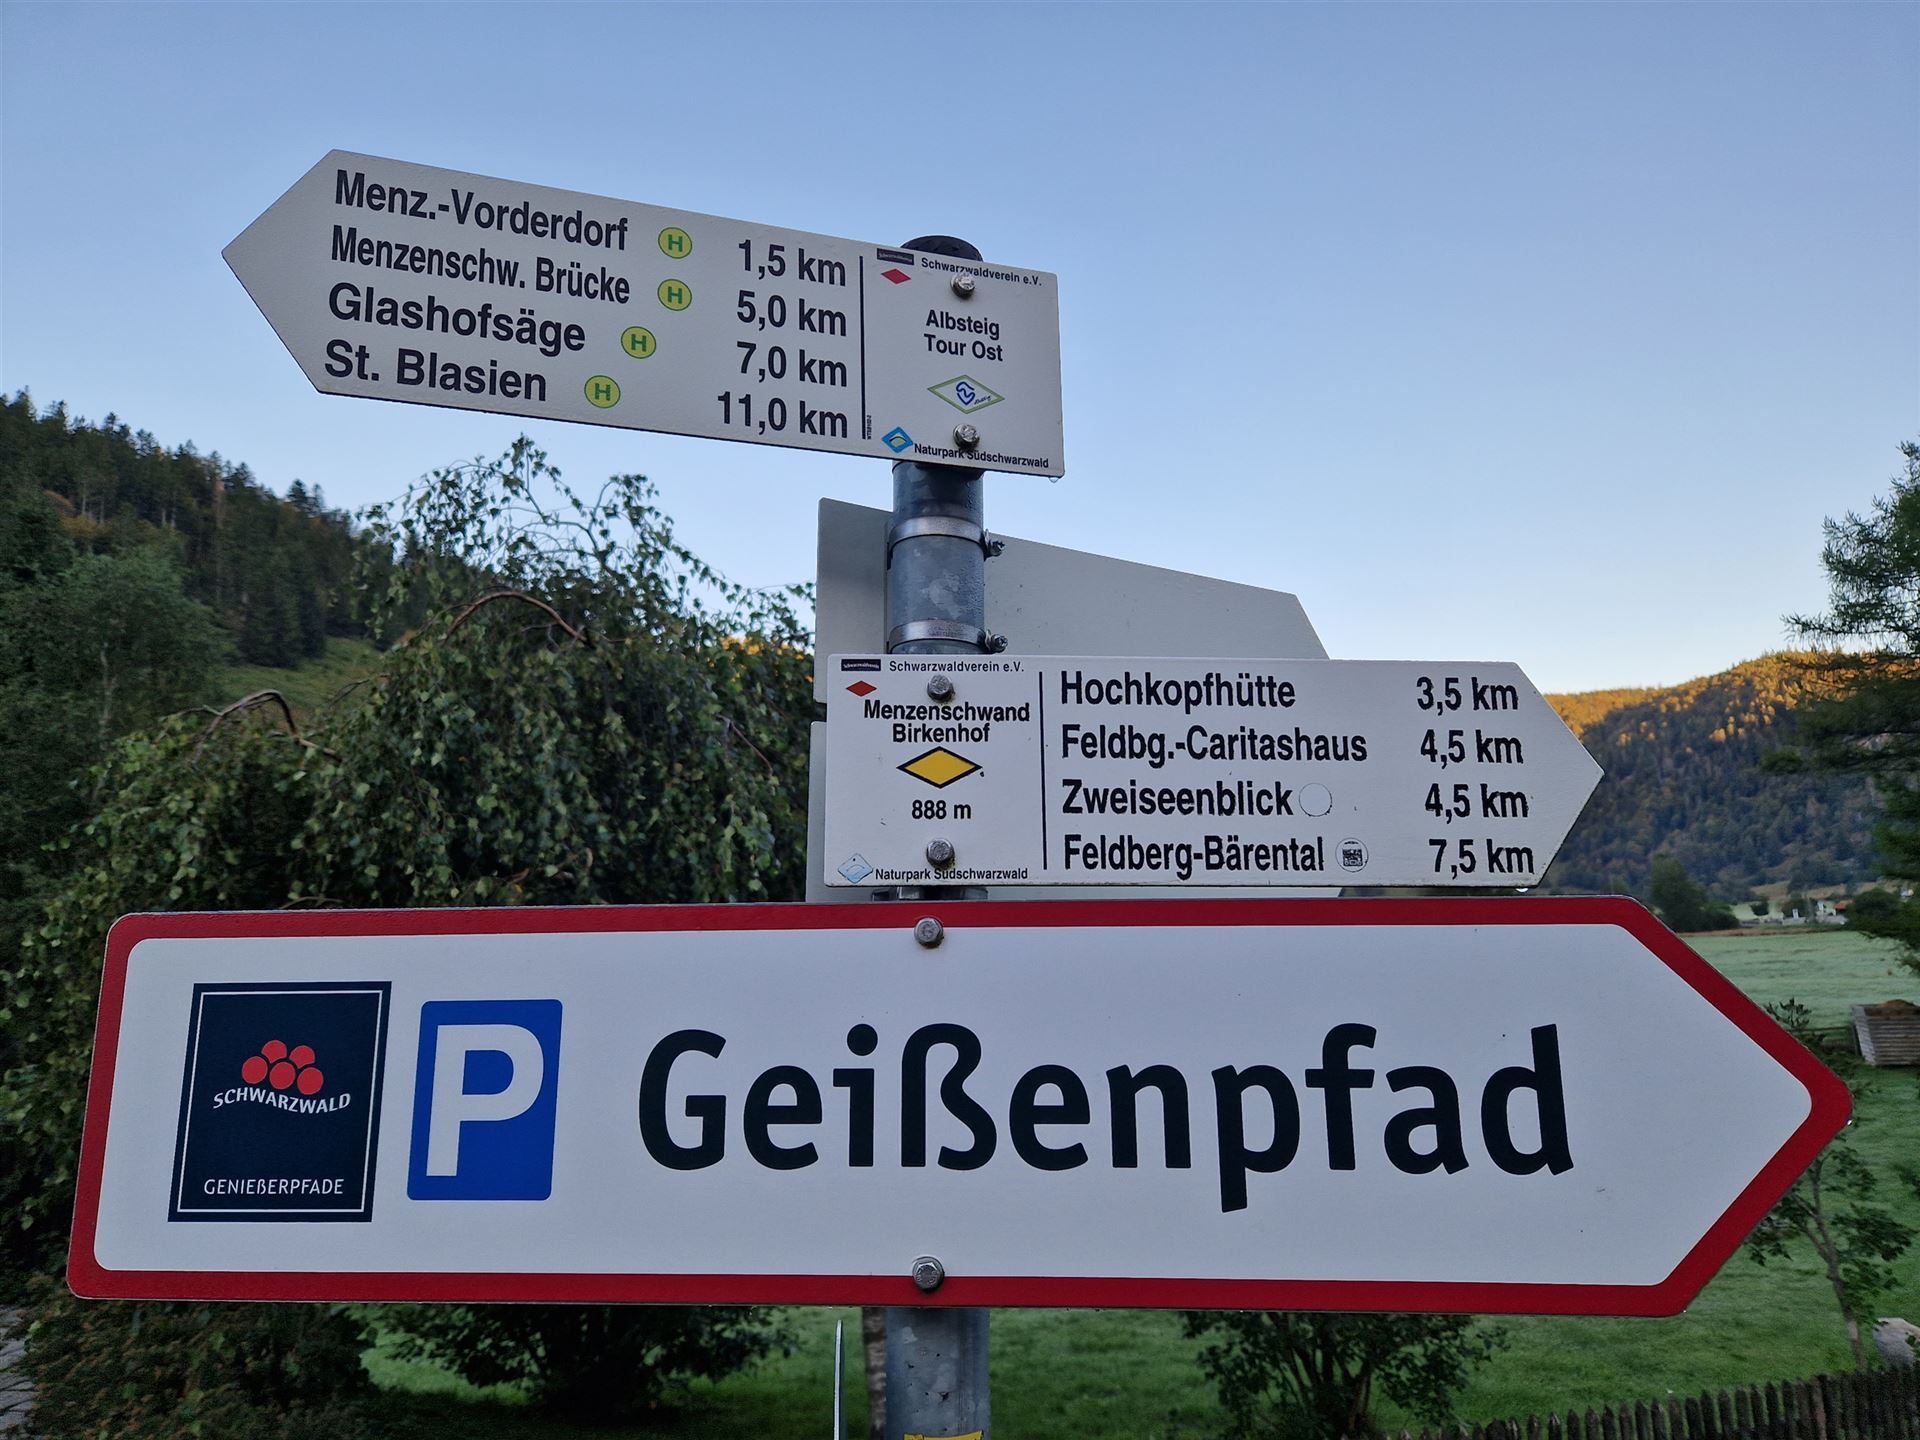 Menz.-Vorderdorf H 1,5 km
Menzenschw. Brücke H 5,0 km
Glashofsäge H 7,0 km
St. Blasien H 11,0 km
Schwarzwaldverein
Schwarzwaldverein e.V.
Albsteig
Tour Ost
Naturpark Südschwarzwald
Schwarzwaldverein
Schwarzwaldverein e.V.
Menzenschwand
Birkenhof
888 m
Naturpark Südschwarzwald
Hochkopfhütte 3,5 km
Feldbg.-Caritashaus 4,5 km
Zweiseenblick 4,5 km
Feldberg-Bärental 7,5 km
SCHWARZWALD
GENIEßERPFADE
P
Geißenpfad